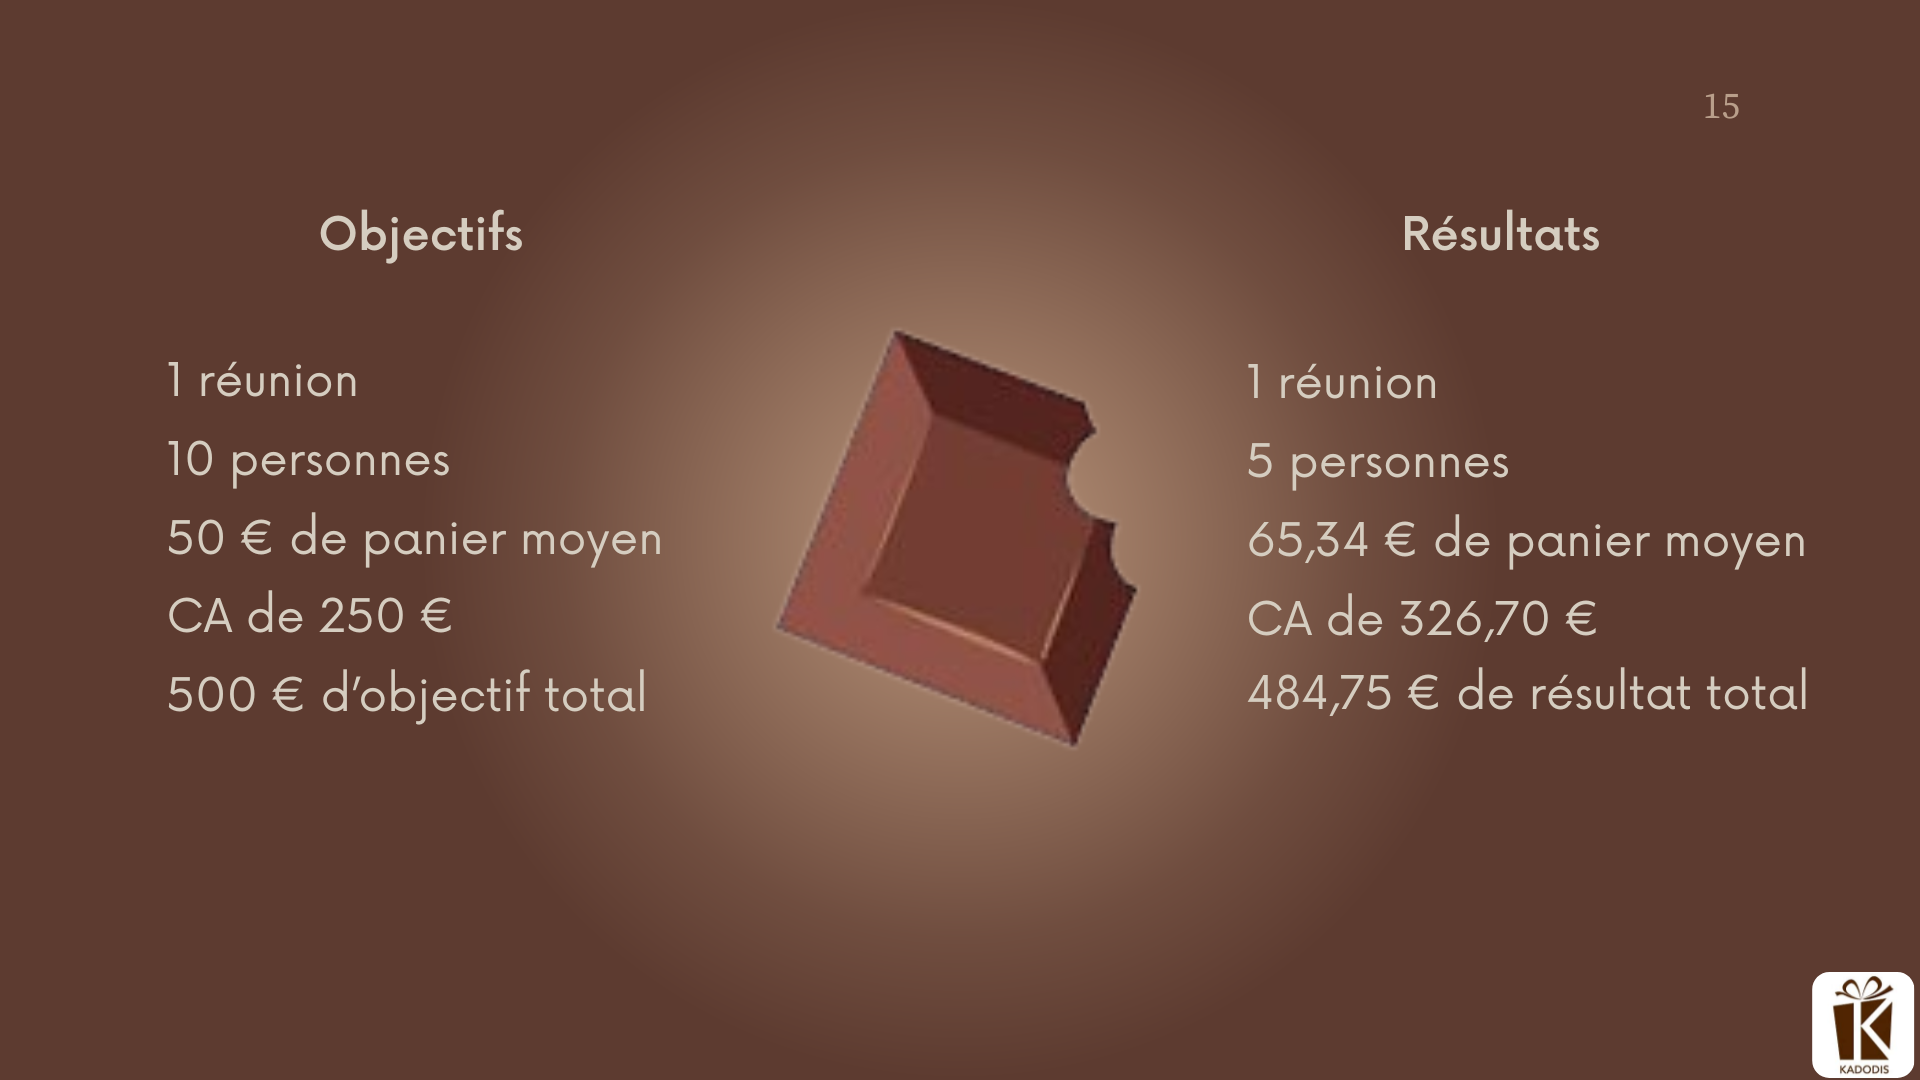 15
Objectifs
1 réunion
10 personnes
50 € de panier moyen
CA de 250 €
500 € d’objectif total
Résultats
1 réunion
5 personnes
65,34 € de panier moyen
CA de 326,70 €
484,75 € de résultat total
KADODIS